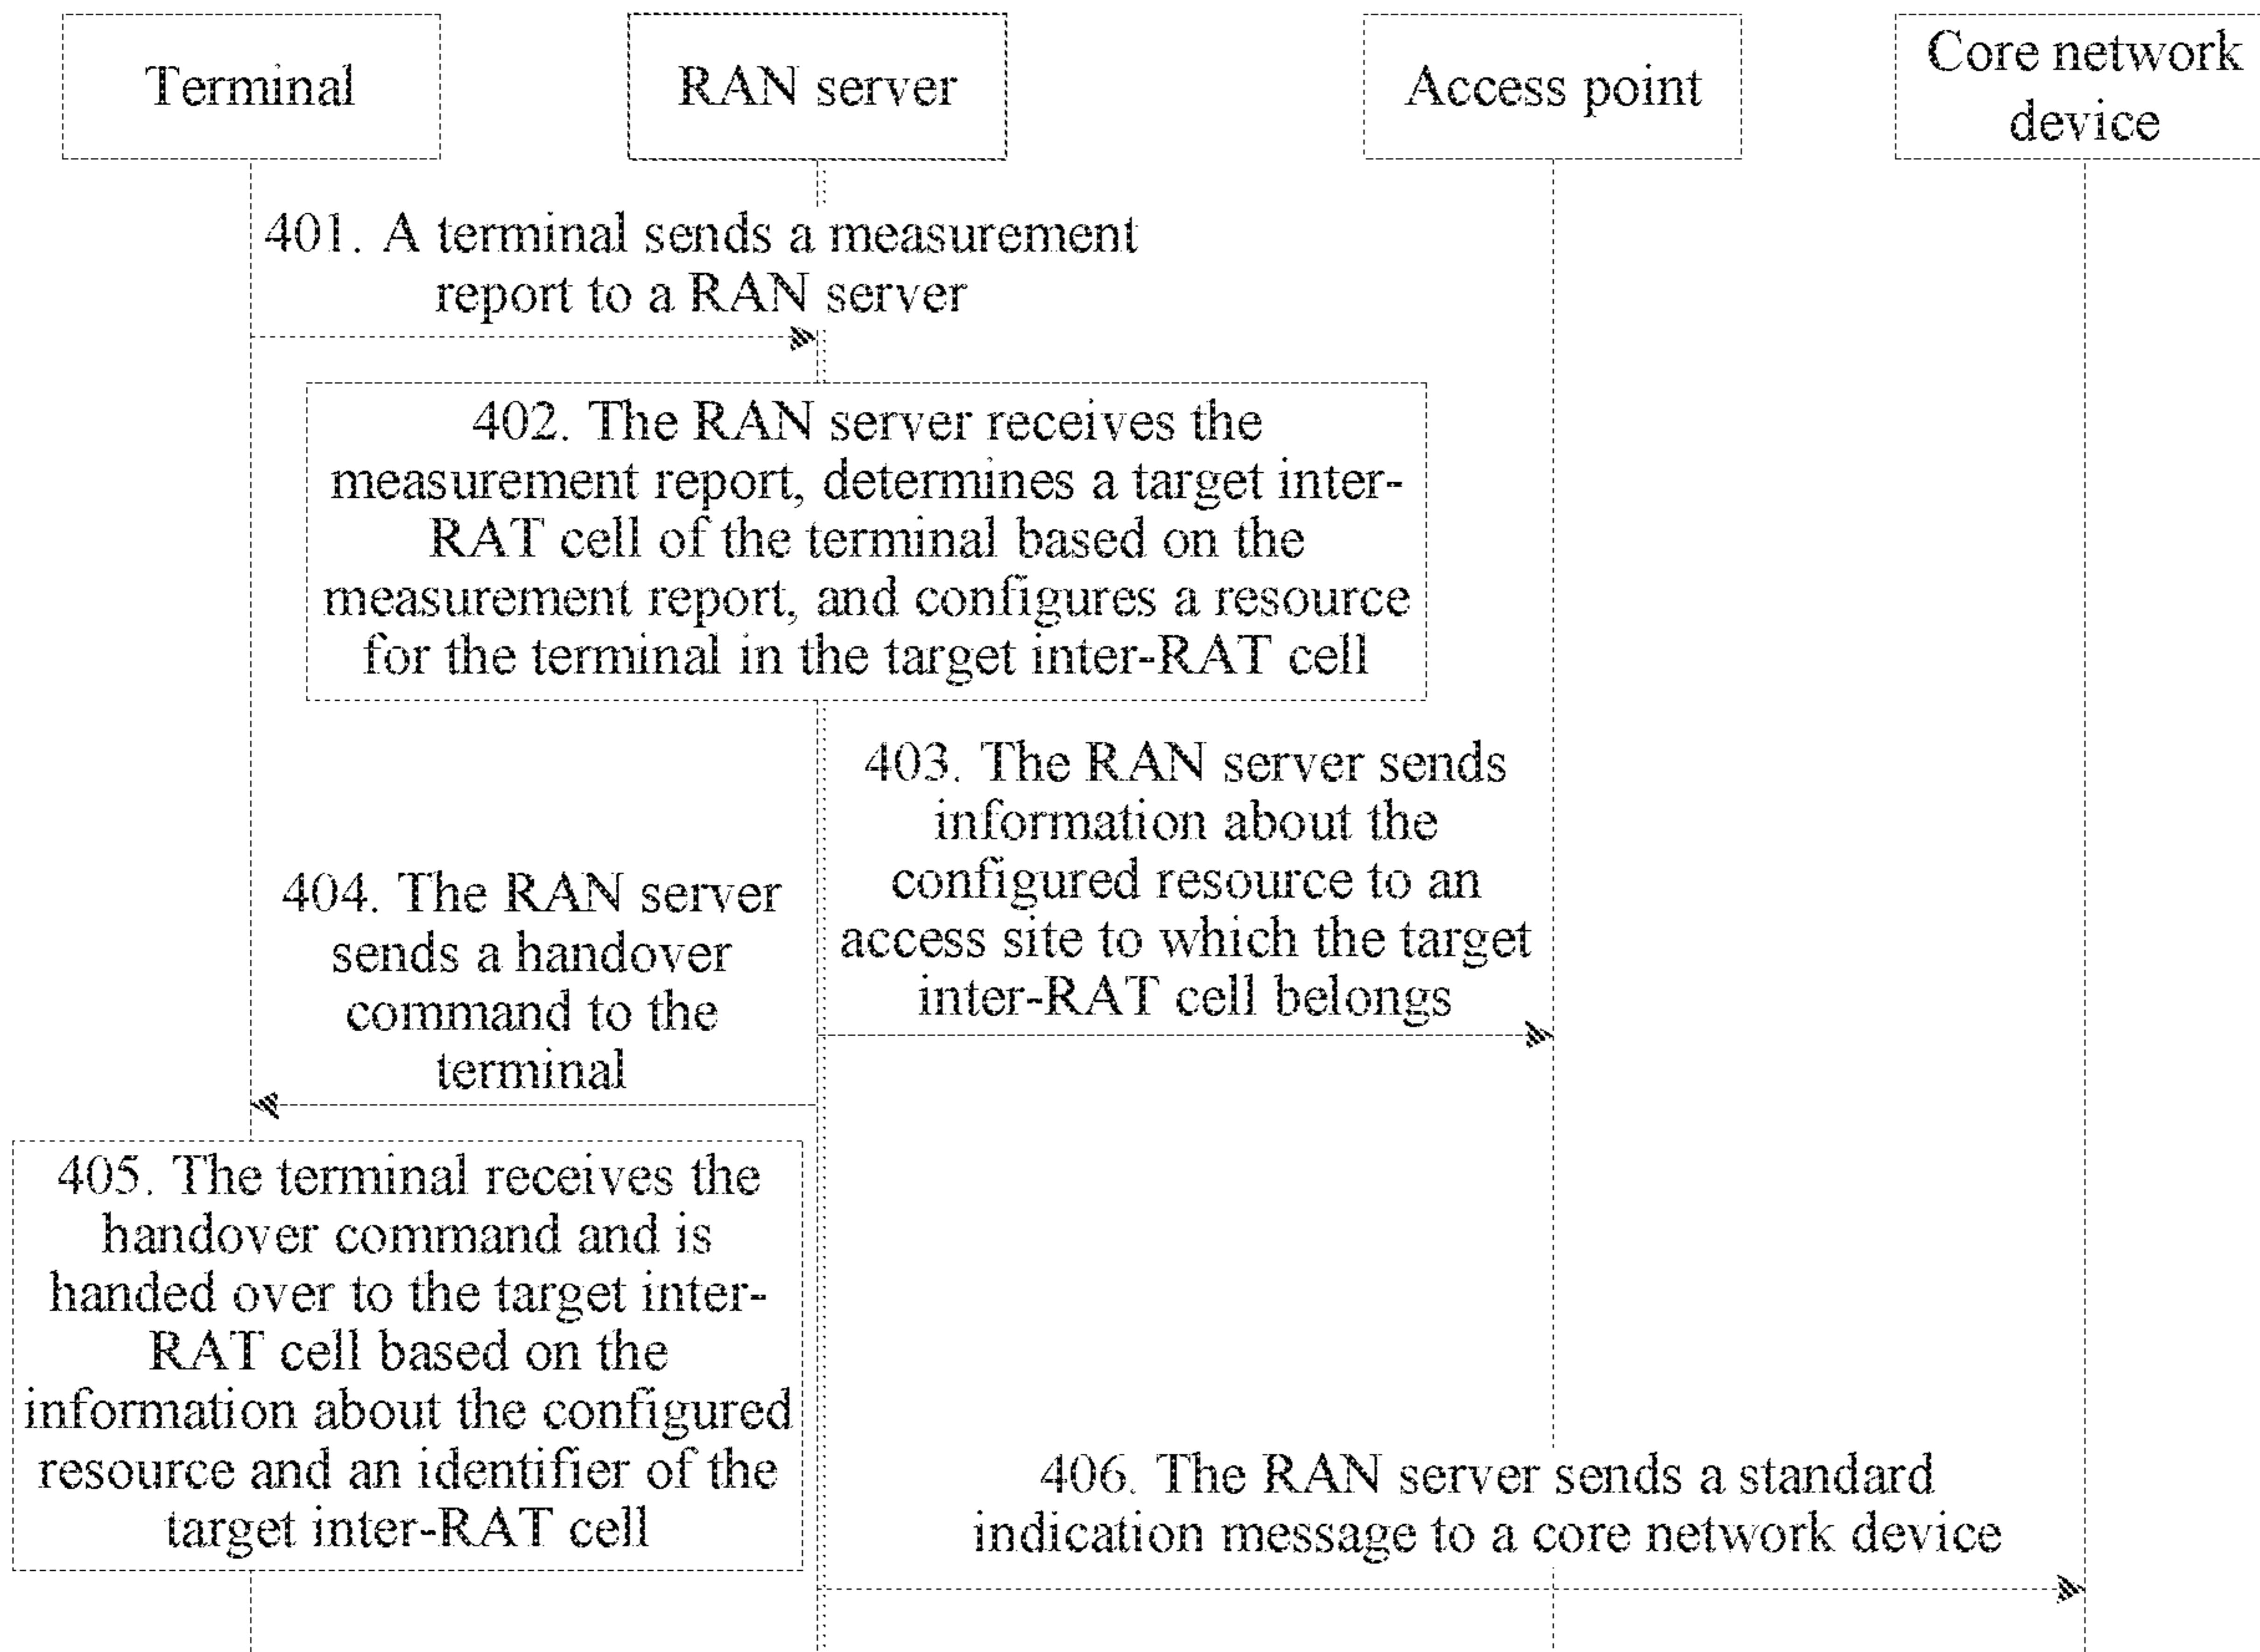 Terminal
RAN server
Access point
Core network
device
401. A terminal sends a measurement
report to a RAN server
402. The RAN server receives the
measurement report, determines a target inter-
RAT cell of the terminal based on the
measurement report, and configures a resource
for the terminal in the target inter-RAT cell
403. The RAN server sends
information about the
configured resource to an
access site to which the target
inter-RAT cell belongs
404. The RAN server
sends a handover
command to the
terminal
405. The terminal receives the
handover command and is
handed over to the target inter-
RAT cell based on the
information about the configured
resource and an identifier of the
target inter-RAT cell
406. The RAN server sends a standard
indication message to a core network device